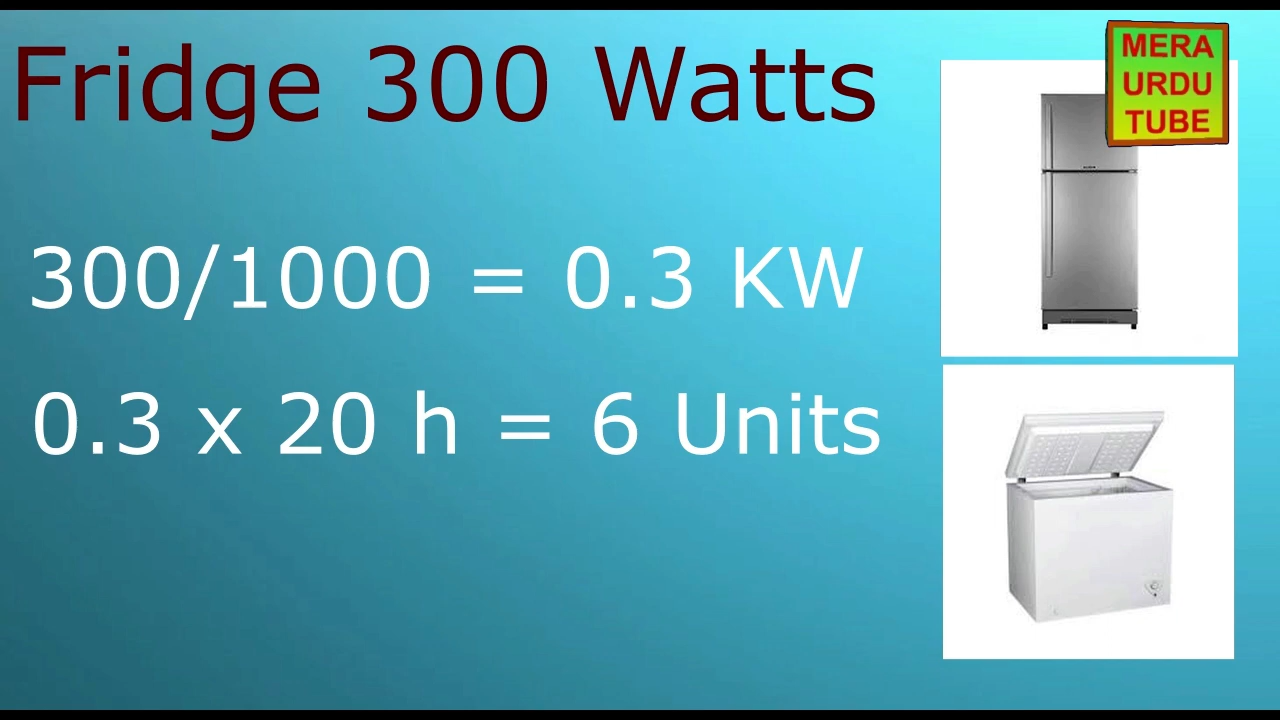 Fridge 300 Watts
MERA
URDU
TUBE
300/1000 = 0.3 KW
0.3 x 20 h = 6 Units